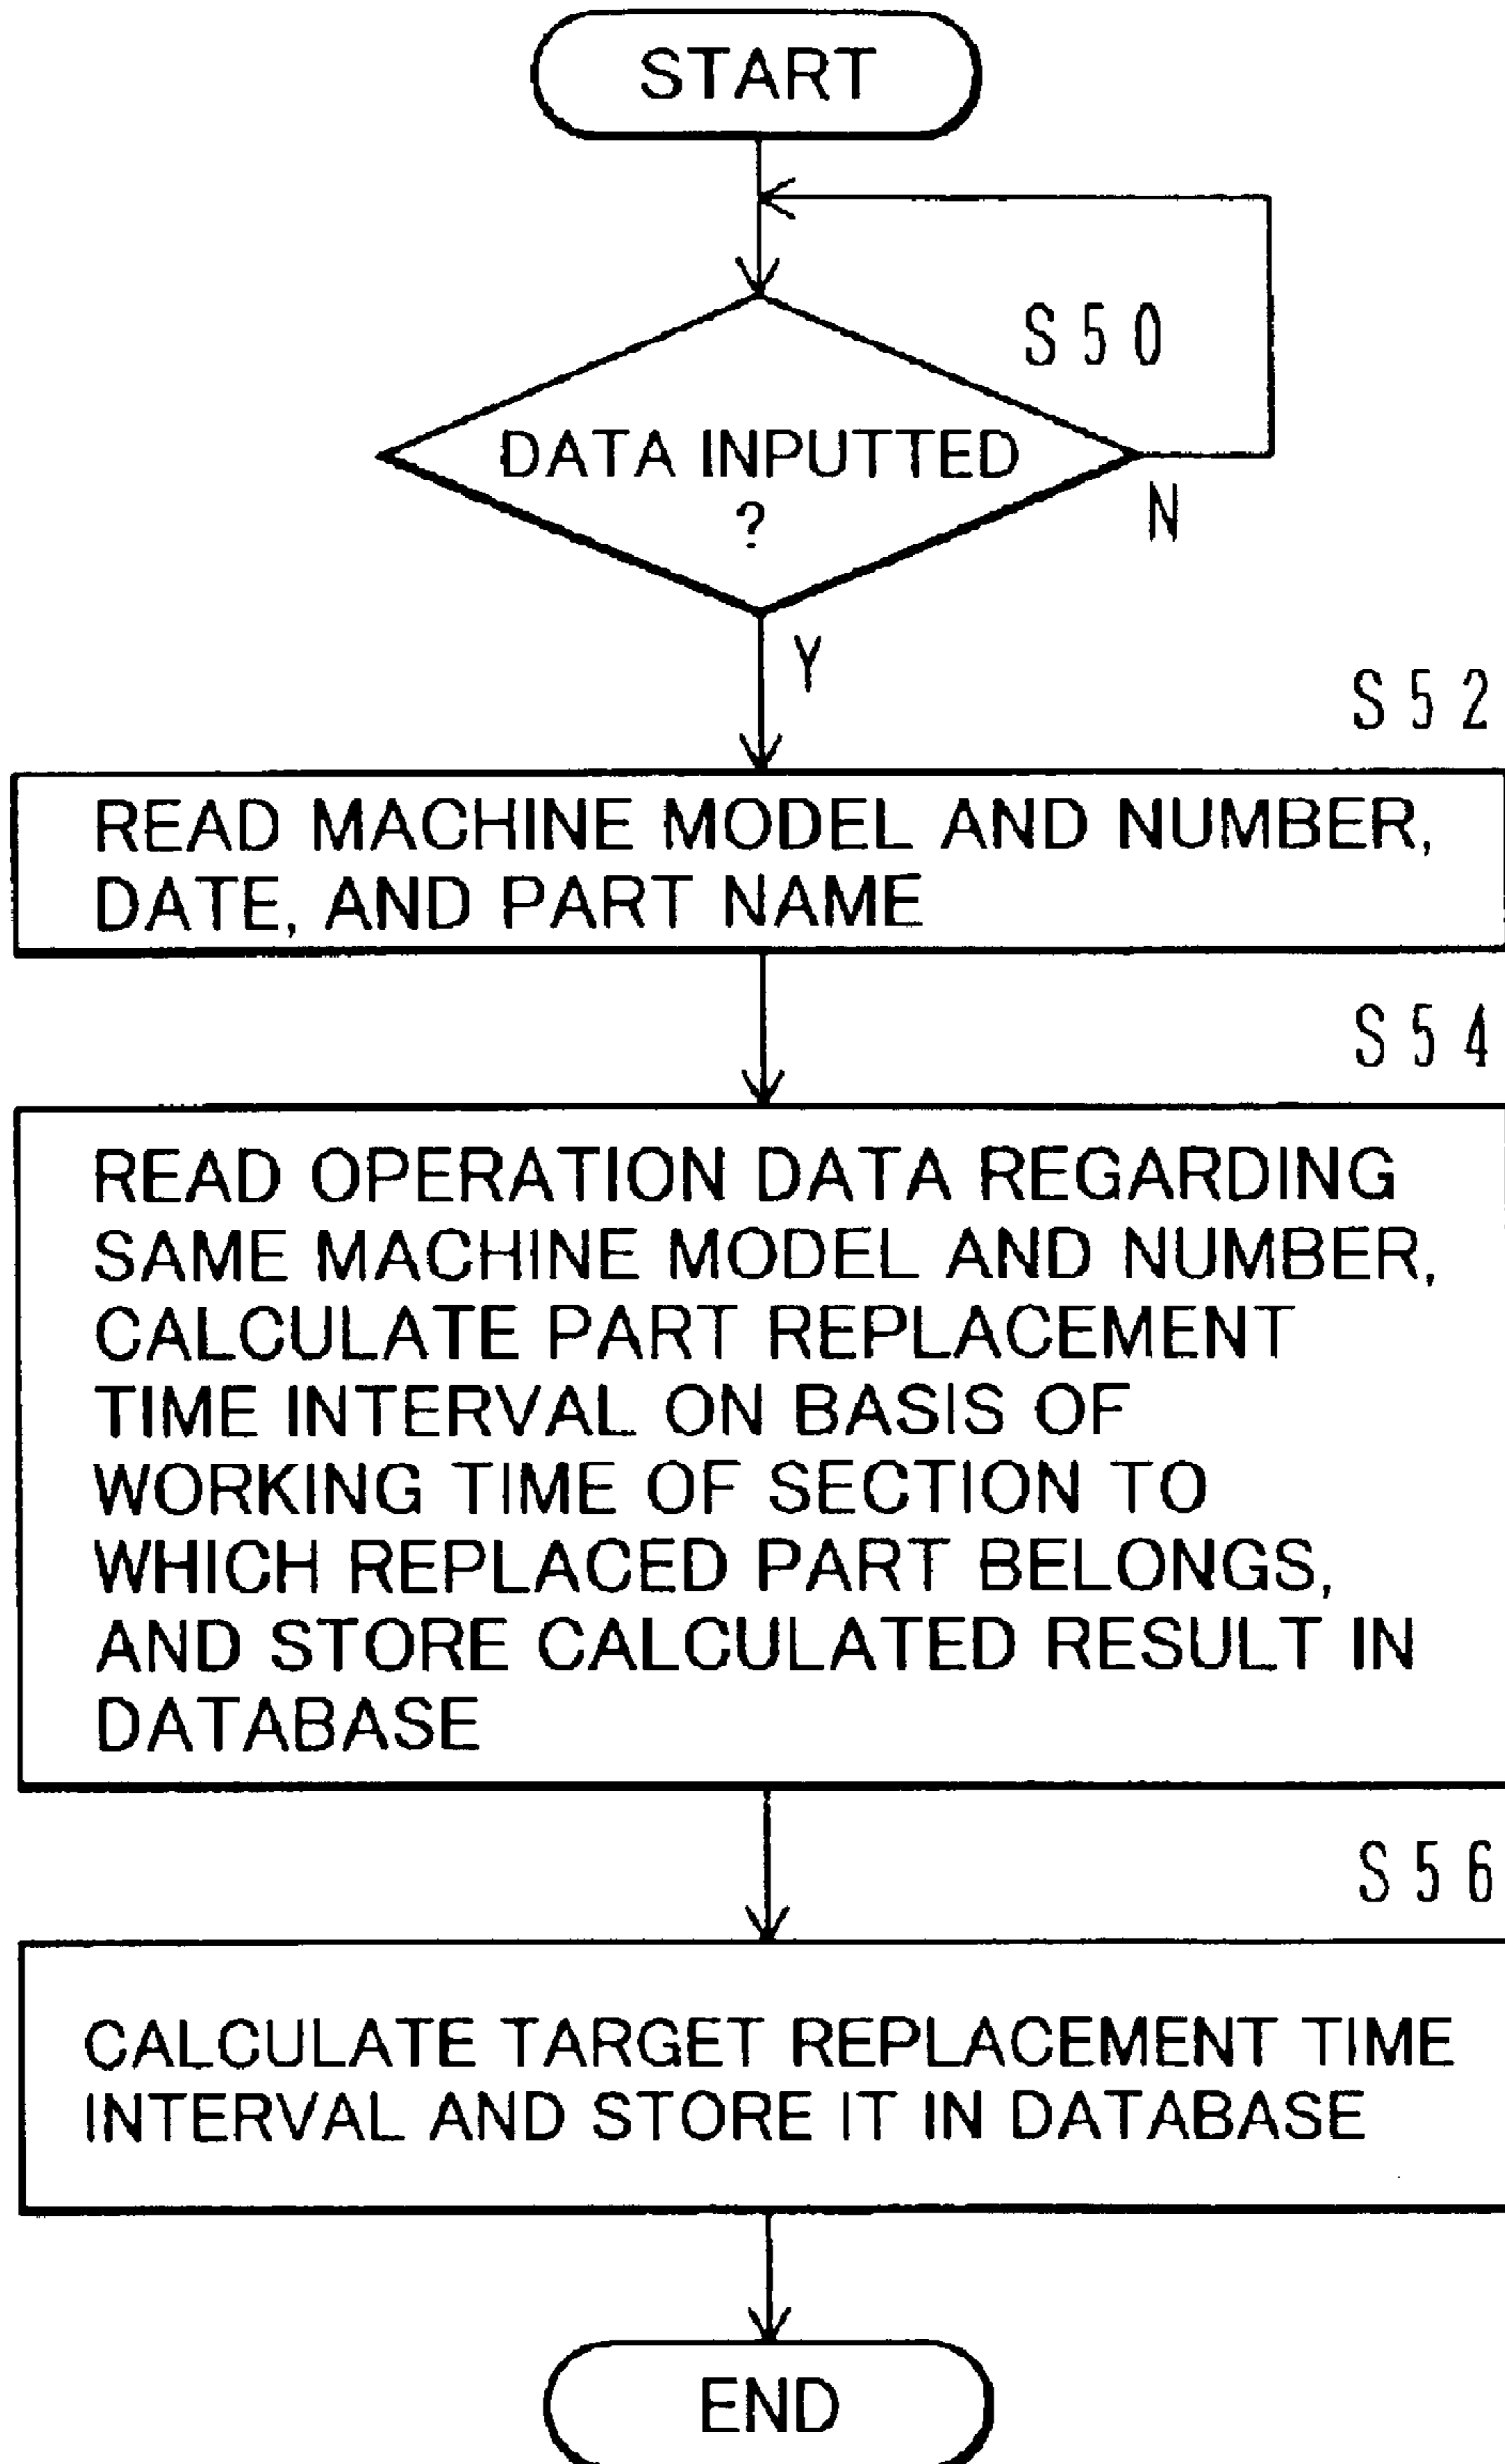 START
S50
DATA INPUTTED
?
N
Y
S52
READ MACHINE MODEL AND NUMBER,
DATE, AND PART NAME
S54
READ OPERATION DATA REGARDING
SAME MACHINE MODEL AND NUMBER,
CALCULATE PART REPLACEMENT
TIME INTERVAL ON BASIS OF
WORKING TIME OF SECTION TO
WHICH REPLACED PART BELONGS,
AND STORE CALCULATED RESULT IN
DATABASE
S56
CALCULATE TARGET REPLACEMENT TIME
INTERVAL AND STORE IT IN DATABASE
END